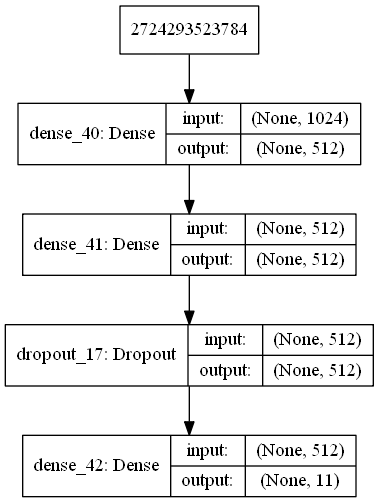 2724293523784
dense_40: Dense
input:
(None, 1024)
output:
(None, 512)
dense_41: Dense
input:
(None, 512)
output:
(None, 512)
dropout_17: Dropout
input:
(None, 512)
output:
(None, 512)
dense_42: Dense
input:
(None, 512)
output:
(None, 11)